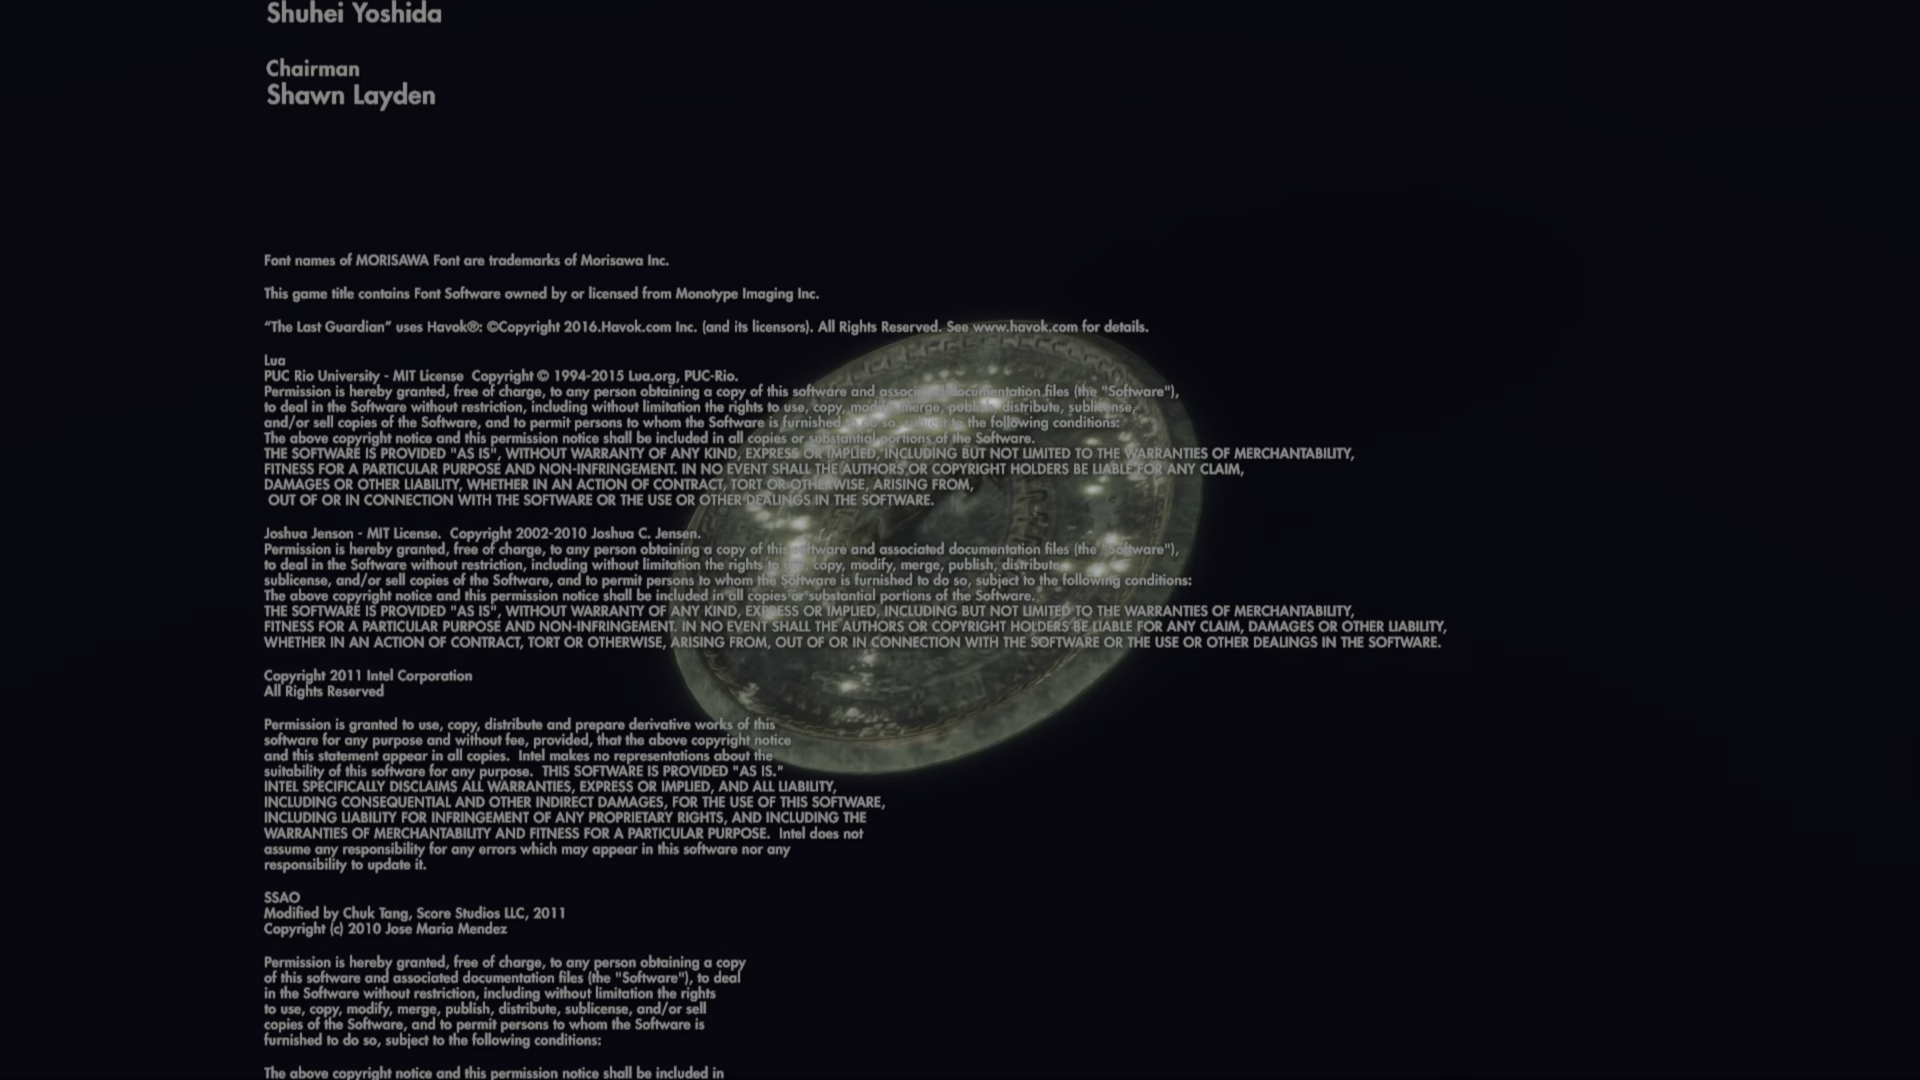 Shuhei Yoshida
Chairman
Shawn Layden
Font names of MORISAWA Font are trademarks of Morisawa Inc.
This game title contains Font Software owned by or licensed from Monotype Imaging Inc.
“The Last Guardian” uses Havok®: ©Copyright 2016.Havok.com Inc. (and its licensors). All Rights Reserved. See www.havok.com for details.
Lua
PUC Rio University - MIT License  Copyright © 1994-2015 Lua.org, PUC-Rio.
Permission is hereby granted, free of charge, to any person obtaining a copy of this software and associated documentation files (the "Software"),
to deal in the Software without restriction, including without limitation the rights to use, copy, modify, merge, publish, distribute, sublicense,
and/or sell copies of the Software, and to permit persons to whom the Software is furnished to do so, subject to the following conditions:
The above copyright notice and this permission notice shall be included in all copies or substantial portions of the Software.
THE SOFTWARE IS PROVIDED "AS IS", WITHOUT WARRANTY OF ANY KIND, EXPRESS OR IMPLIED, INCLUDING BUT NOT LIMITED TO THE WARRANTIES OF MERCHANTABILITY,
FITNESS FOR A PARTICULAR PURPOSE AND NON-INFRINGEMENT. IN NO EVENT SHALL THE AUTHORS OR COPYRIGHT HOLDERS BE LIABLE FOR ANY CLAIM,
DAMAGES OR OTHER LIABILITY, WHETHER IN AN ACTION OF CONTRACT, TORT OR OTHERWISE, ARISING FROM,
OUT OF OR IN CONNECTION WITH THE SOFTWARE OR THE USE OR OTHER DEALINGS IN THE SOFTWARE.
Joshua Jenson - MIT License.  Copyright 2002-2010 Joshua C. Jensen.
Permission is hereby granted, free of charge, to any person obtaining a copy of this software and associated documentation files (the "Software"),
to deal in the Software without restriction, including without limitation the rights to use, copy, modify, merge, publish, distribute,
sublicense, and/or sell copies of the Software, and to permit persons to whom the Software is furnished to do so, subject to the following conditions:
The above copyright notice and this permission notice shall be included in all copies or substantial portions of the Software.
THE SOFTWARE IS PROVIDED "AS IS", WITHOUT WARRANTY OF ANY KIND, EXPRESS OR IMPLIED, INCLUDING BUT NOT LIMITED TO THE WARRANTIES OF MERCHANTABILITY,
FITNESS FOR A PARTICULAR PURPOSE AND NON-INFRINGEMENT. IN NO EVENT SHALL THE AUTHORS OR COPYRIGHT HOLDERS BE LIABLE FOR ANY CLAIM, DAMAGES OR OTHER LIABILITY,
WHETHER IN AN ACTION OF CONTRACT, TORT OR OTHERWISE, ARISING FROM, OUT OF OR IN CONNECTION WITH THE SOFTWARE OR THE USE OR OTHER DEALINGS IN THE SOFTWARE.
Copyright 2011 Intel Corporation
All Rights Reserved
Permission is granted to use, copy, distribute and prepare derivative works of this
software for any purpose and without fee, provided, that the above copyright notice
and this statement appear in all copies.  Intel makes no representations about the
suitability of this software for any purpose.  THIS SOFTWARE IS PROVIDED "AS IS."
INTEL SPECIFICALLY DISCLAIMS ALL WARRANTIES, EXPRESS OR IMPLIED, AND ALL LIABILITY,
INCLUDING CONSEQUENTIAL AND OTHER INDIRECT DAMAGES, FOR THE USE OF THIS SOFTWARE,
INCLUDING LIABILITY FOR INFRINGEMENT OF ANY PROPRIETARY RIGHTS, AND INCLUDING THE
WARRANTIES OF MERCHANTABILITY AND FITNESS FOR A PARTICULAR PURPOSE.  Intel does not
assume any responsibility for any errors which may appear in this software nor any
responsibility to update it.
SSAO
Modified by Chuk Tang, Score Studios LLC, 2011
Copyright (c) 2010 Jose Maria Mendez
Permission is hereby granted, free of charge, to any person obtaining a copy
of this software and associated documentation files (the "Software"), to deal
in the Software without restriction, including without limitation the rights
to use, copy, modify, merge, publish, distribute, sublicense, and/or sell
copies of the Software, and to permit persons to whom the Software is
furnished to do so, subject to the following conditions:
The above copyright notice and this permission notice shall be included in